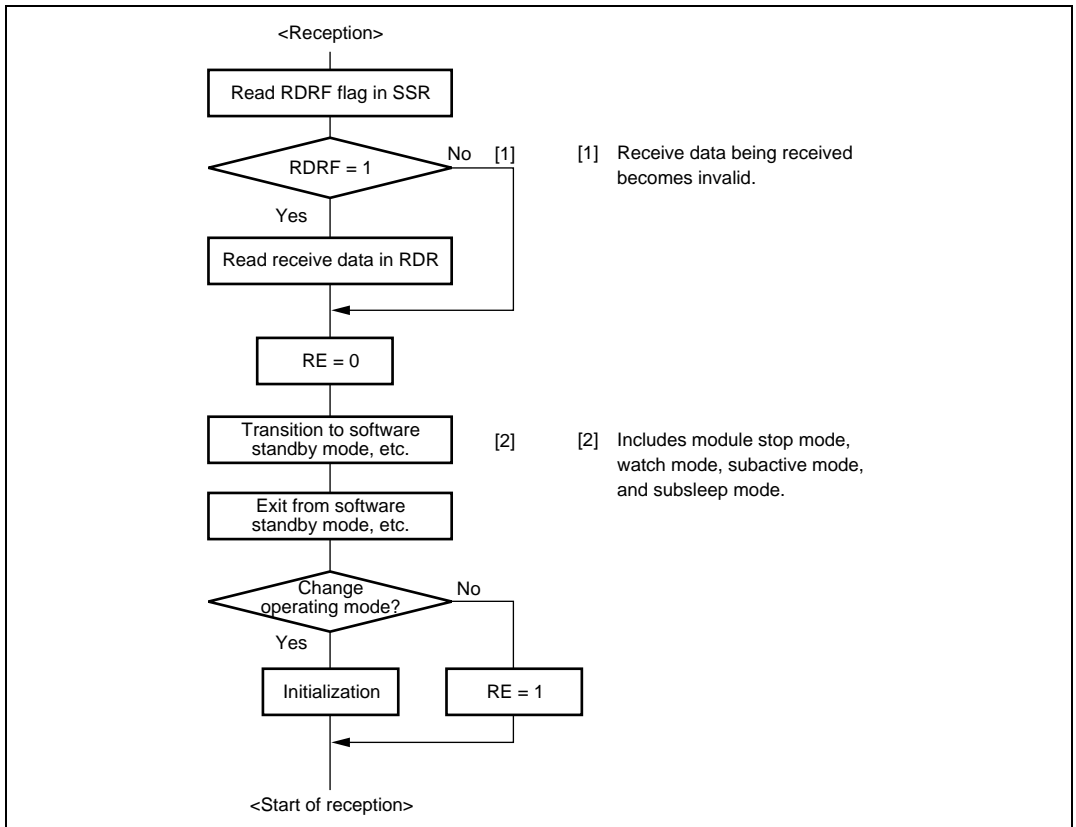 <Reception>
Read RDRF flag in SSR
RDRF = 1
No [1]
[1] Receive data being received
becomes invalid.
Yes
Read receive data in RDR
RE = 0
Transition to software
standby mode, etc.
[2]
[2] Includes module stop mode,
watch mode, subactive mode,
and subsleep mode.
Exit from software
standby mode, etc.
Change
operating mode?
No
Yes
Initialization
RE = 1
<Start of reception>